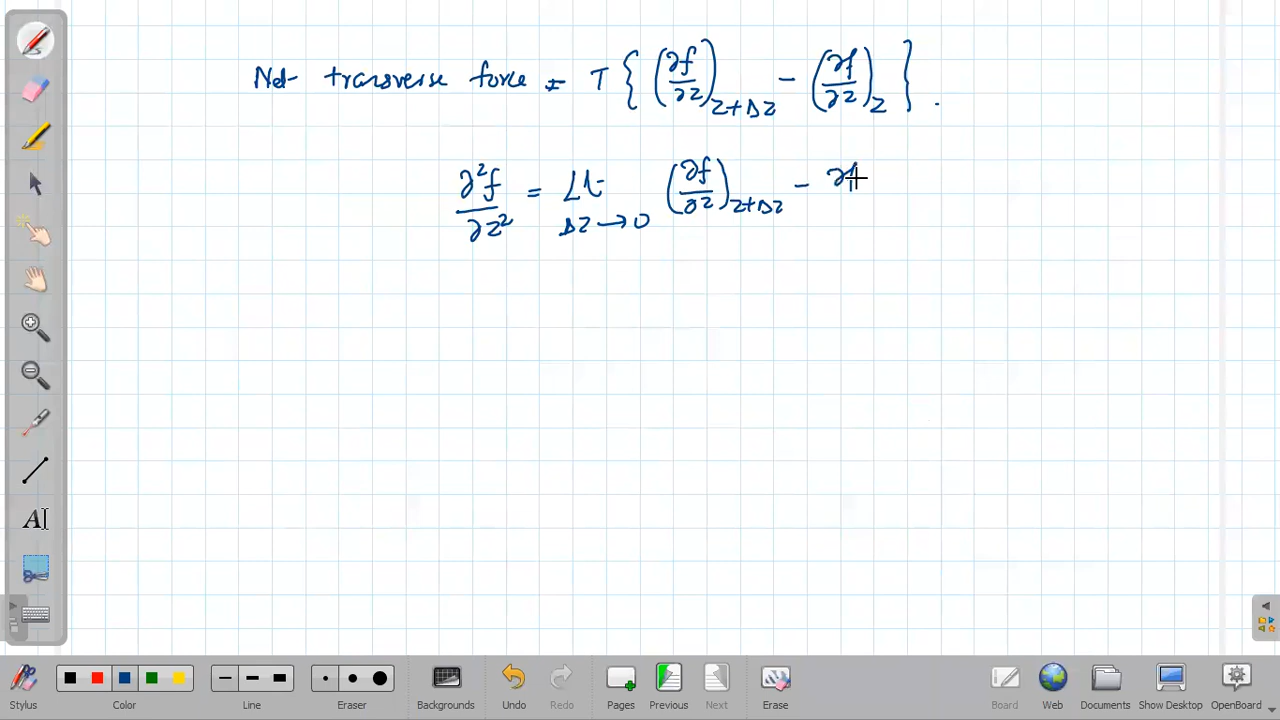 Net transverse force = T { (∂f/∂z)_{z+Δz} − (∂f/∂z)_z } .
∂²f/∂z² = Lt_{Δz→0} (∂f/∂z)_{z+Δz} − ∂f
AI
Stylus Color Line Eraser Backgrounds Undo Redo Pages Previous Next Erase Board Web Documents Show Desktop OpenBoard